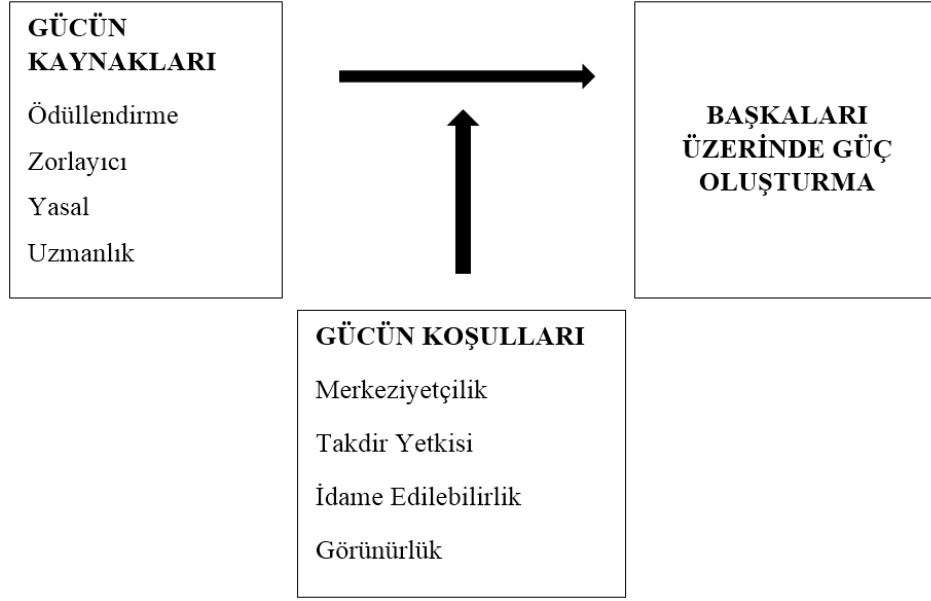 GÜCÜN
KAYNAKLARI
Ödüllendirme
Zorlayıcı
Yasal
Uzmanlık
BAŞKALARI
ÜZERİNDE GÜÇ
OLUŞTURMA
GÜCÜN KOŞULLARI
Merkeziyetçilik
Takdir Yetkisi
İdame Edilebilirlik
Görünürlük